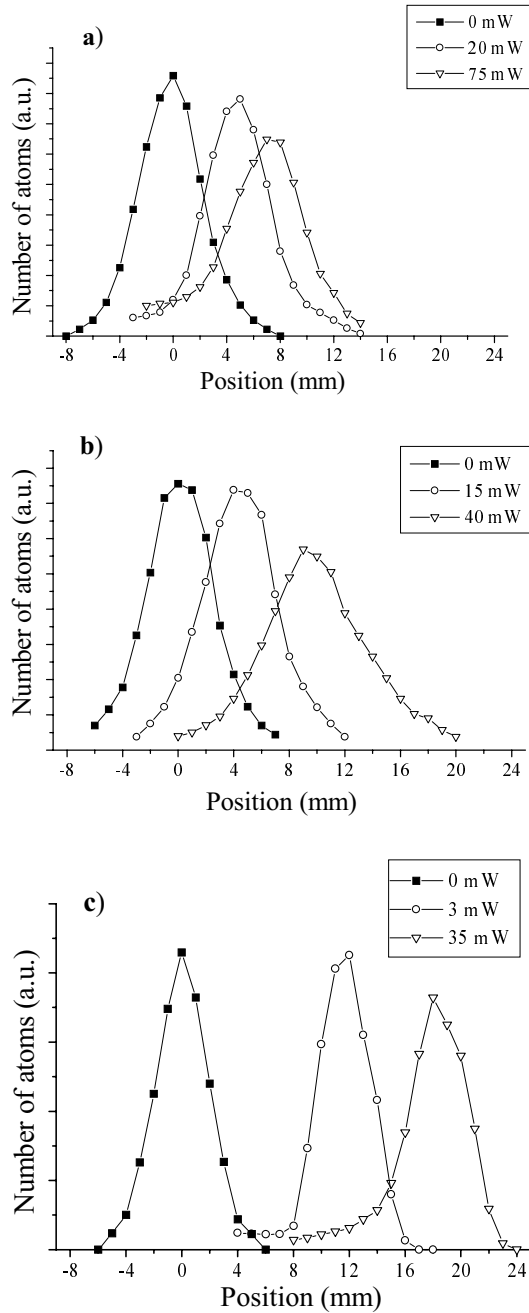 a)
0 mW
20 mW
75 mW
Number of atoms (a.u.)
-8 -4 0 4 8 12 16 20 24
Position (mm)
b)
0 mW
15 mW
40 mW
Number of atoms (a.u.)
-8 -4 0 4 8 12 16 20 24
Position (mm)
c)
0 mW
3 mW
35 mW
Number of atoms (a.u.)
-8 -4 0 4 8 12 16 20 24
Position (mm)